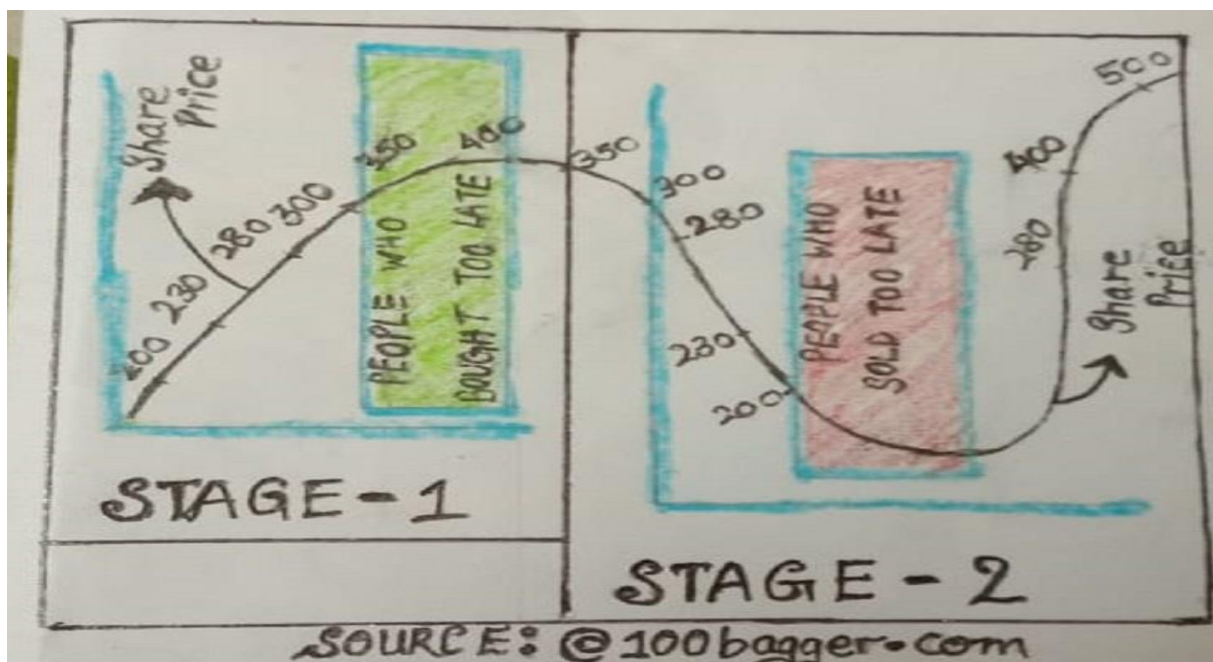 Share
Price
200
230
280
300
350
400
PEOPLE WHO
BOUGHT TOO LATE
STAGE - 1
350
300
280
230
200
PEOPLE WHO
SOLD TOO LATE
280
400
500
Share
Price
STAGE - 2
SOURCE: @100bagger.com